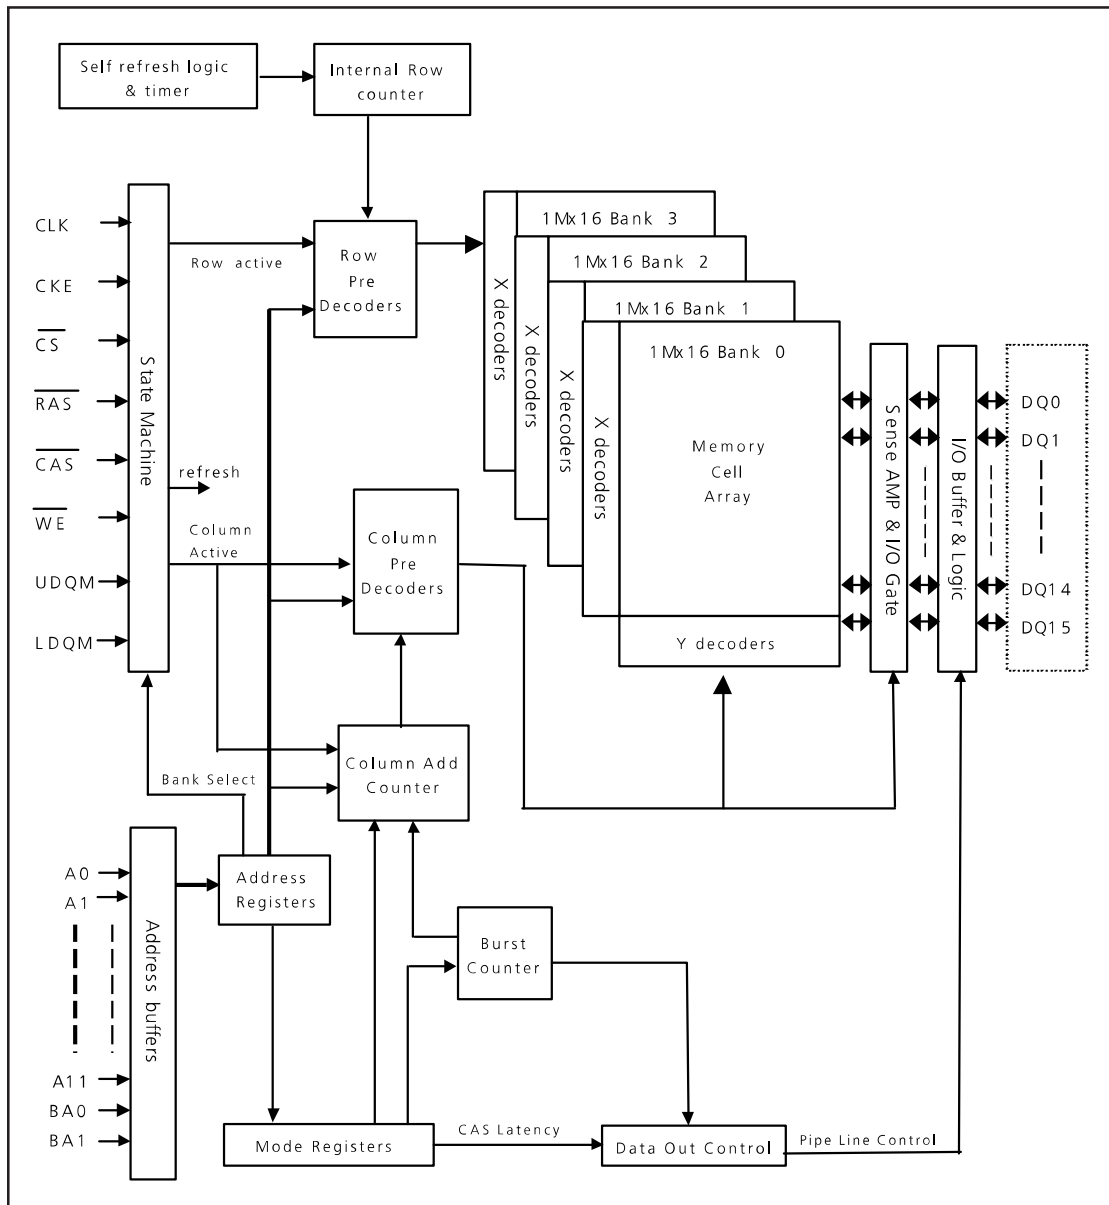 Self refresh logic
& timer
Internal Row
counter
1Mx16 Bank 3
1Mx16 Bank 2
1Mx16 Bank 1
1Mx16 Bank 0
CLK
CKE
CS
RAS
CAS
WE
UDQM
LDQM
State Machine
Row active
refresh
Column
Active
Row
Pre
Decoders
X decoders
X decoders
X decoders
X decoders
Memory
Cell
Array
Y decoders
Sense AMP & I/O Gate
I/O Buffer & Logic
DQ0
DQ1
DQ14
DQ15
Column
Pre
Decoders
Column Add
Counter
Bank Select
A0
A1
A11
BA0
BA1
Address buffers
Address
Registers
Burst
Counter
Mode Registers
CAS Latency
Data Out Control
Pipe Line Control